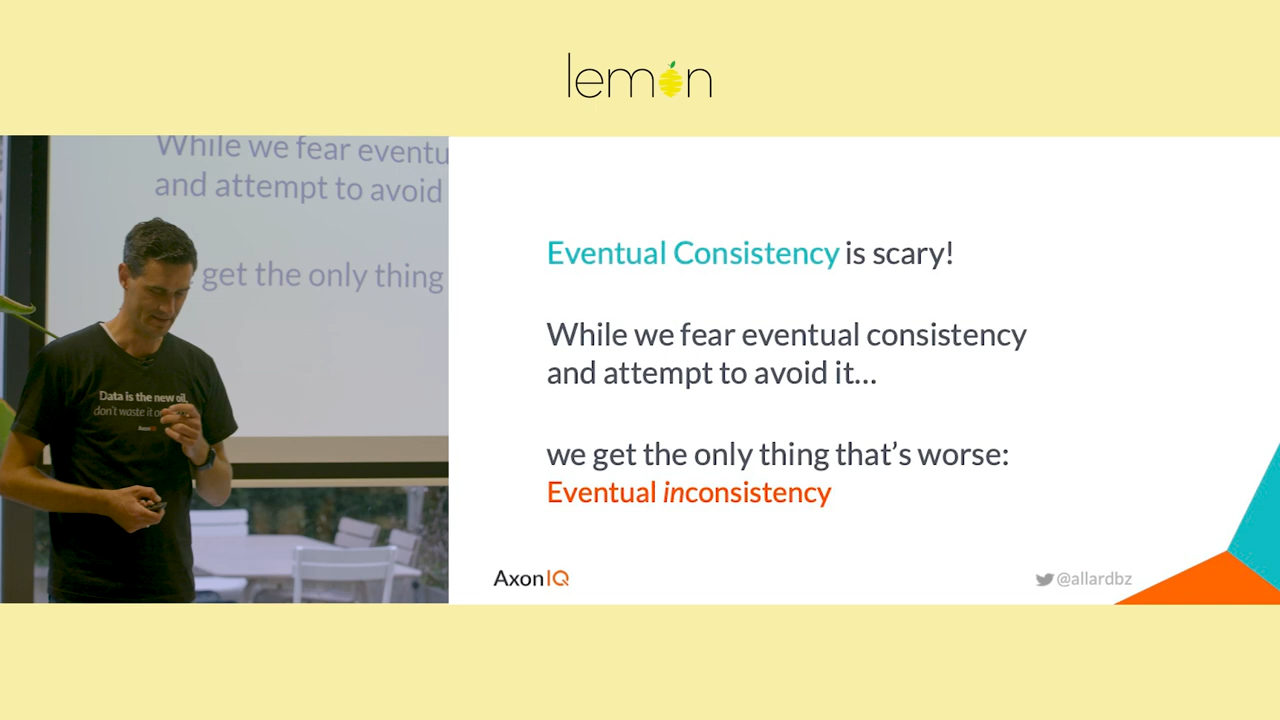 lemon
While we fear eventu
and attempt to avoid
get the only thing
Data is the new oil,
don't waste it
AxonIQ
Eventual Consistency is scary!
While we fear eventual consistency
and attempt to avoid it...
we get the only thing that's worse:
Eventual inconsistency
AxonIQ
@allardbz